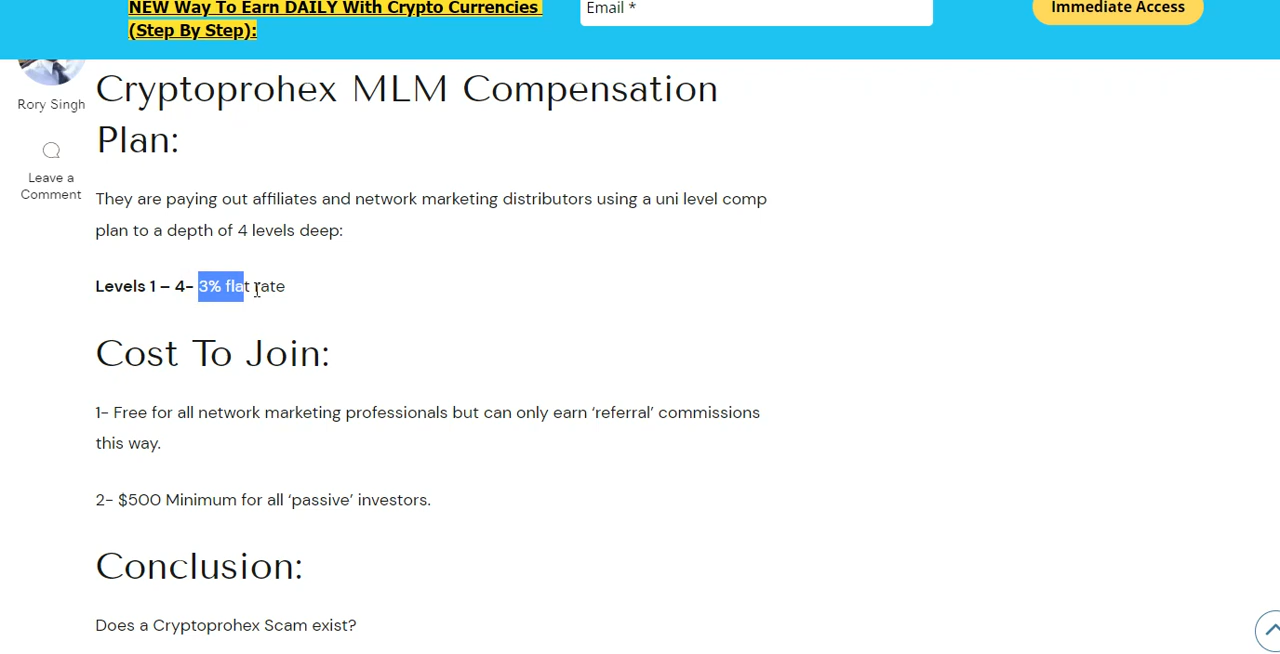 NEW Way To Earn DAILY With Crypto Currencies
(Step By Step):
Email *
Immediate Access
Rory Singh
Leave a
Comment
Cryptoprohex MLM Compensation
Plan:
They are paying out affiliates and network marketing distributors using a uni level comp
plan to a depth of 4 levels deep:
Levels 1 – 4- 3% flat rate
Cost To Join:
1- Free for all network marketing professionals but can only earn ‘referral’ commissions
this way.
2- $500 Minimum for all ‘passive’ investors.
Conclusion:
Does a Cryptoprohex Scam exist?